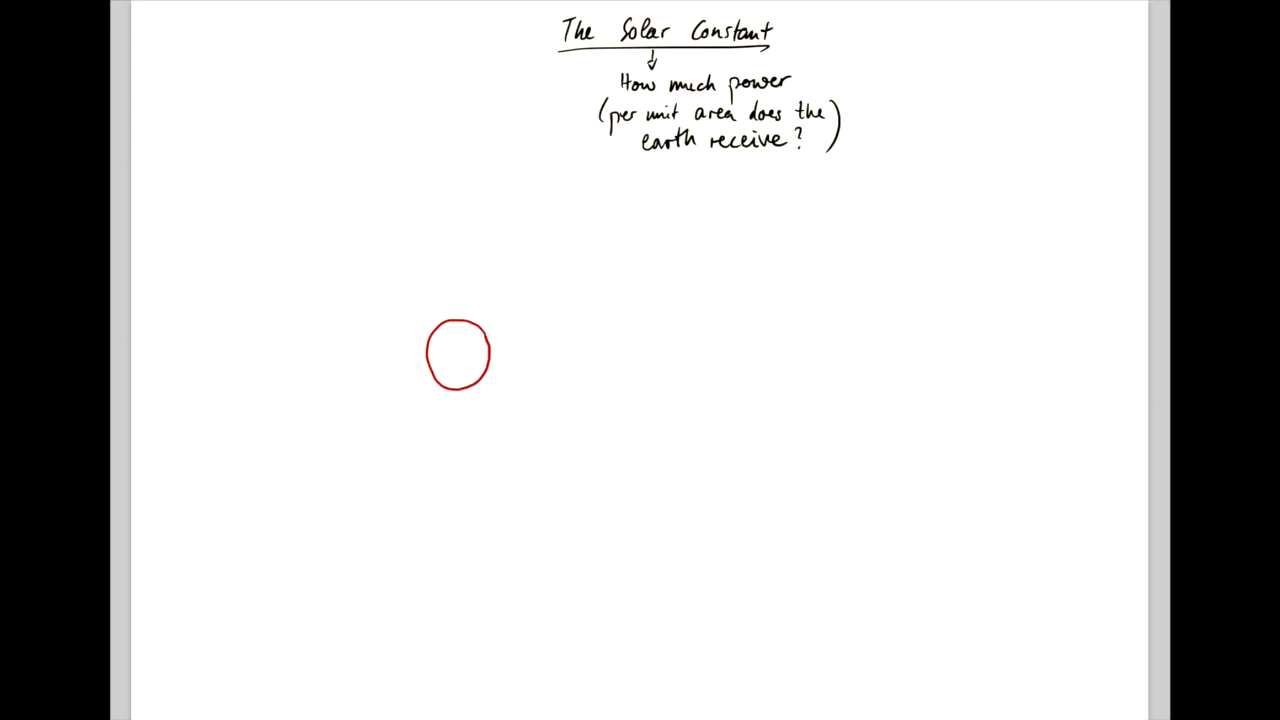 The Solar Constant
How much power
(per unit area does the
earth receive?)